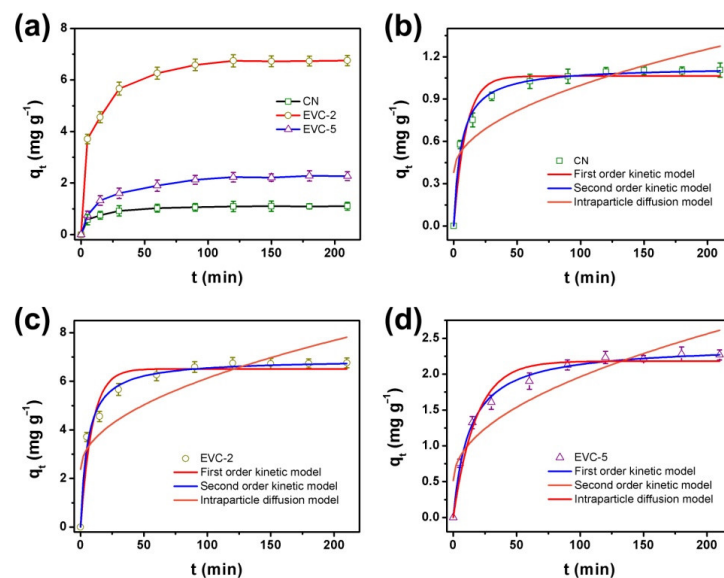 (a)
8
6
4
2
0
q_t (mg g⁻¹)
CN
EVC-2
EVC-5
0 50 100 150 200
t (min)
(b)
1.2
0.9
0.6
0.3
0.0
q_t (mg g⁻¹)
CN
First order kinetic model
Second order kinetic model
Intraparticle diffusion model
0 50 100 150 200
t (min)
(c)
8
6
4
2
0
q_t (mg g⁻¹)
EVC-2
First order kinetic model
Second order kinetic model
Intraparticle diffusion model
0 50 100 150 200
t (min)
(d)
2.5
2.0
1.5
1.0
0.5
0.0
q_t (mg g⁻¹)
EVC-5
First order kinetic model
Second order kinetic model
Intraparticle diffusion model
0 50 100 150 200
t (min)